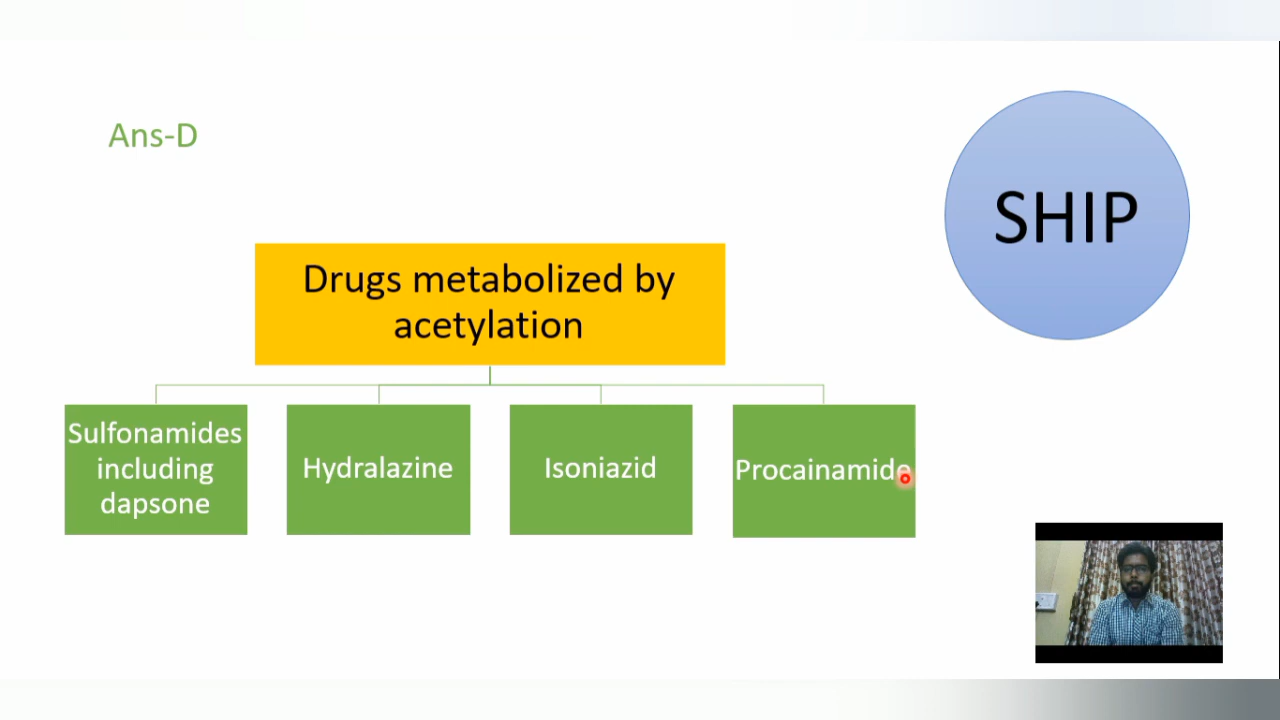 Ans-D
SHIP
Drugs metabolized by
acetylation
Sulfonamides
including
dapsone
Hydralazine
Isoniazid
Procainamide